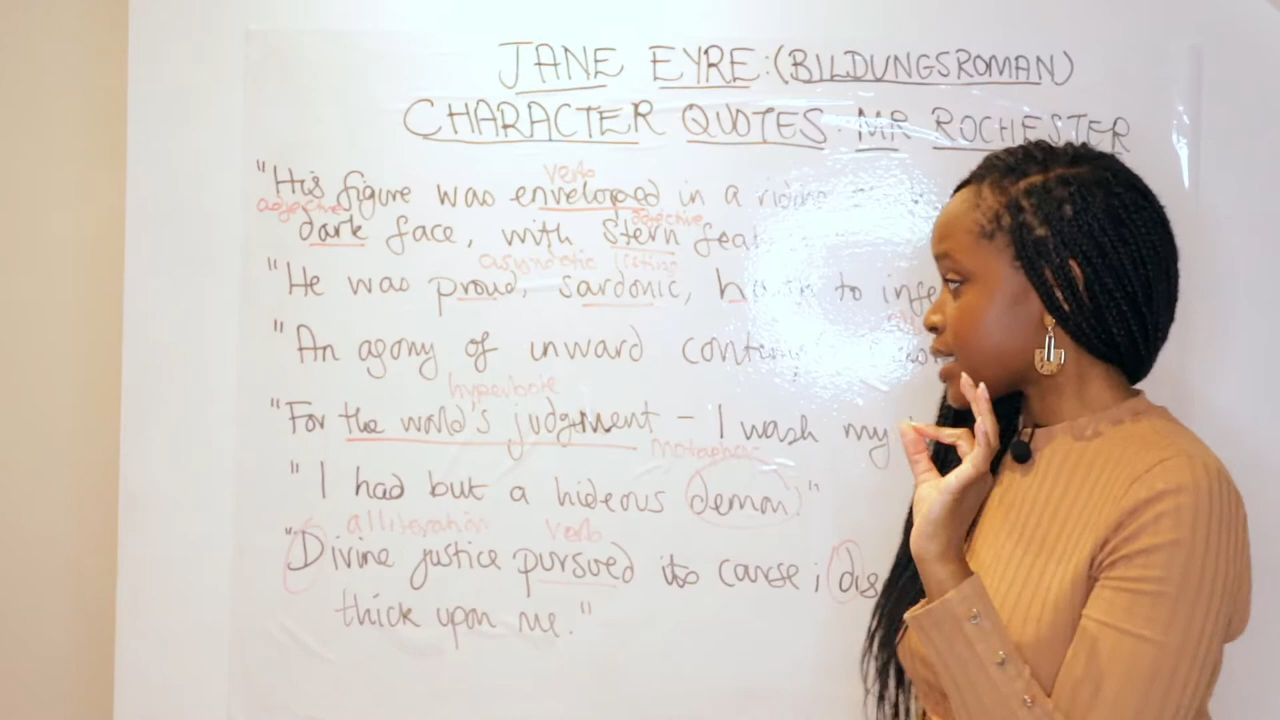 JANE EYRE: (BILDUNGSROMAN)
CHARACTER QUOTES: MR ROCHESTER
verb
"His figure was enveloped in a riding
adjective
adjective
dark face, with stern
asyndetic listing
"He was proud, sardonic, to
"An agony of inward
hyperbole
"For the world's judgment - I wash my
metaphor
"I had but a hideous demon."
alliteration verb
"Divine justice pursued its course;
thick upon me."